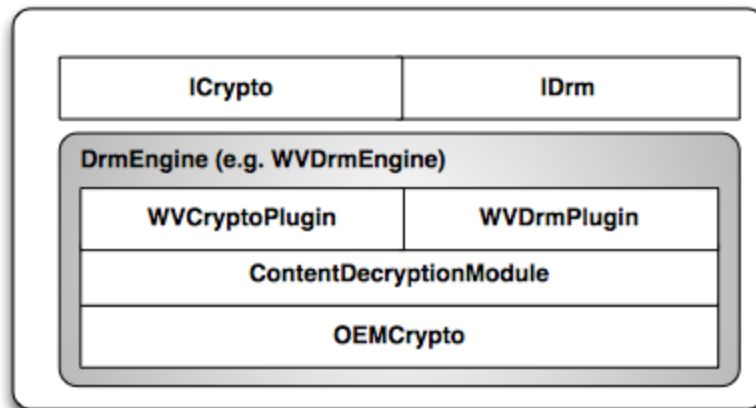 ICrypto
IDrm
DrmEngine (e.g. WVDrmEngine)
WVCryptoPlugin
WVDrmPlugin
ContentDecryptionModule
OEMCrypto